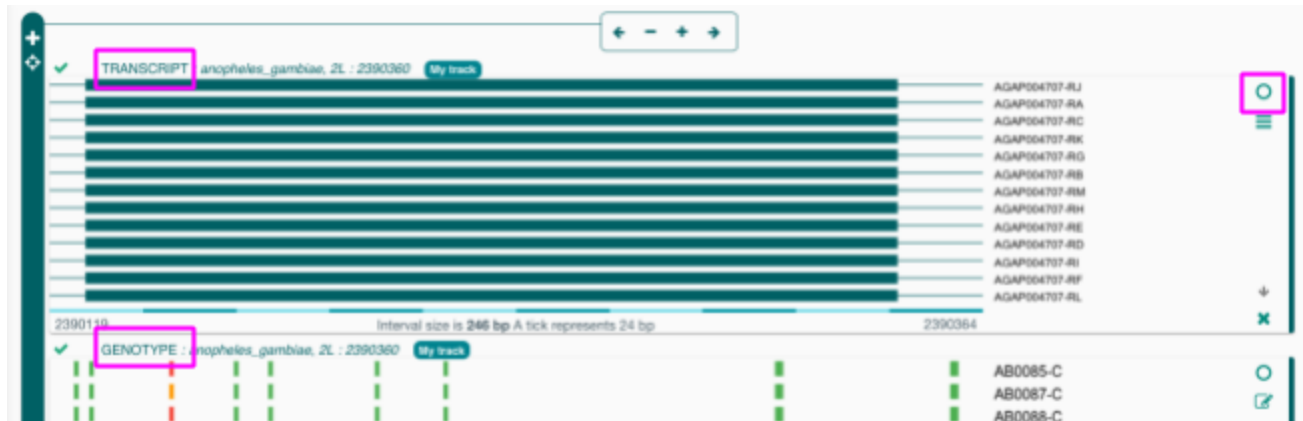 TRANSCRIPT anopheles_gambiae, 2L : 2390360 My track
AGAP004707-RJ
AGAP004707-RA
AGAP004707-RC
AGAP004707-RK
AGAP004707-RG
AGAP004707-RB
AGAP004707-RM
AGAP004707-RH
AGAP004707-RE
AGAP004707-RD
AGAP004707-RI
AGAP004707-RF
AGAP004707-RL
2390119 Interval size is 246 bp A tick represents 24 bp 2390364
GENOTYPE : anopheles_gambiae, 2L : 2390360 My track
AB0085-C
AB0087-C
AB0088-C